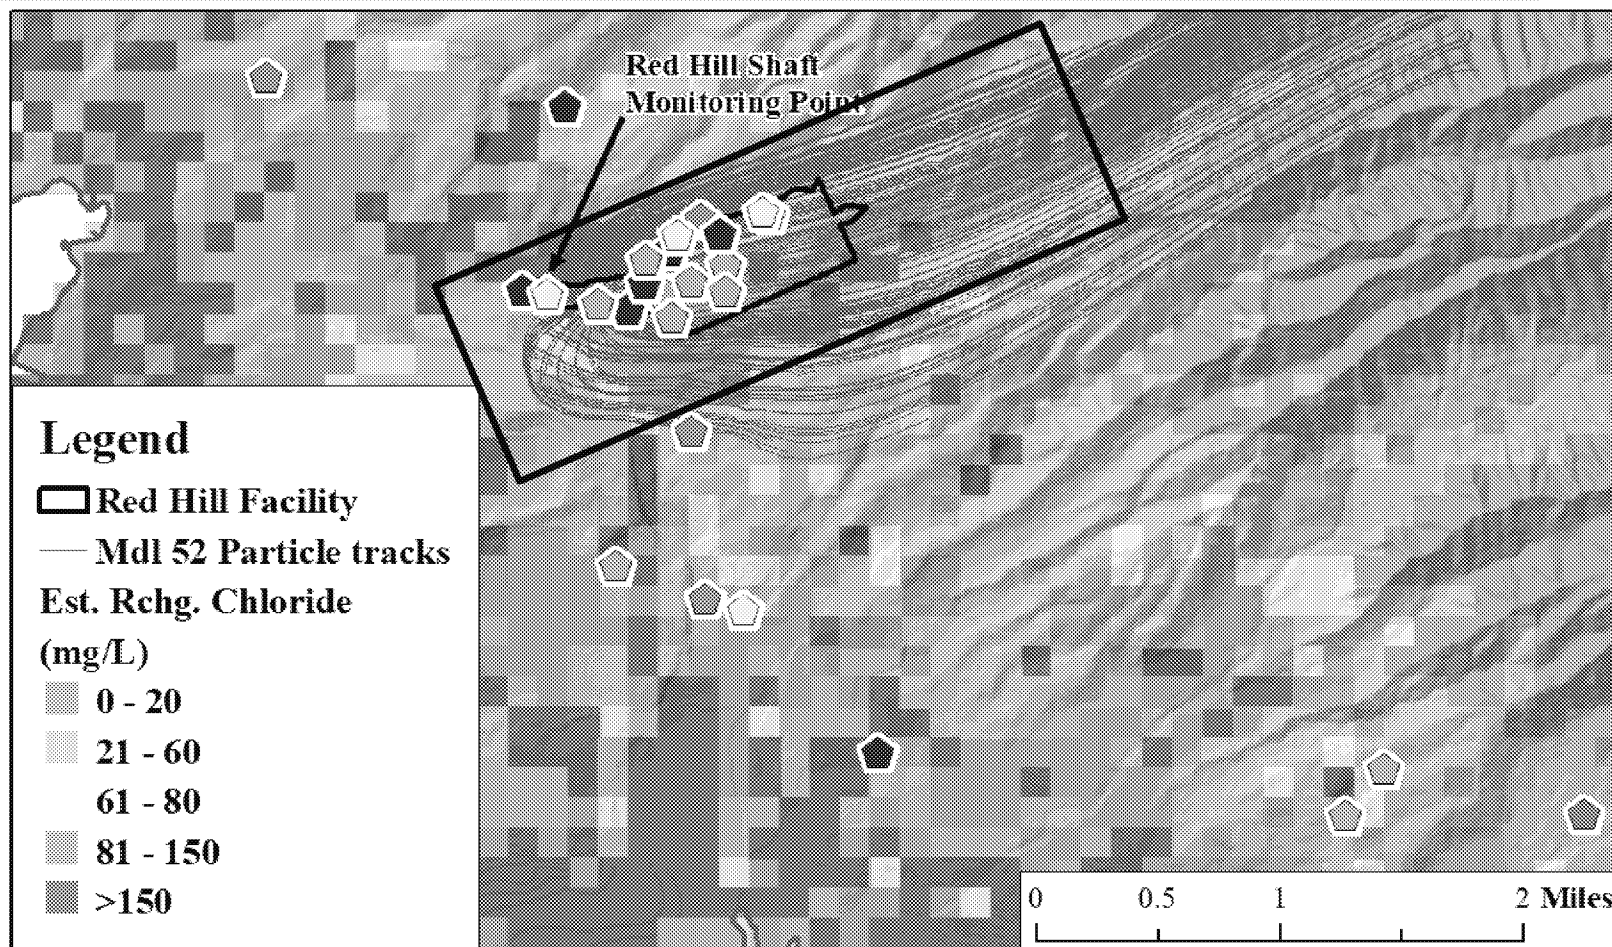 Red Hill Shaft
Monitoring Point
Legend
Red Hill Facility
Mdl 52 Particle tracks
Est. Rchg. Chloride
(mg/L)
0 - 20
21 - 60
61 - 80
81 - 150
>150
0 0.5 1 2 Miles